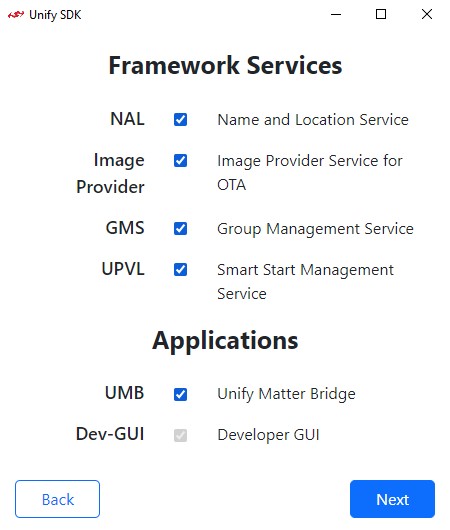 Unify SDK
Framework Services
NAL Name and Location Service
Image Provider Image Provider Service for
OTA
GMS Group Management Service
UPVL Smart Start Management
Service
Applications
UMB Unify Matter Bridge
Dev-GUI Developer GUI
Back Next